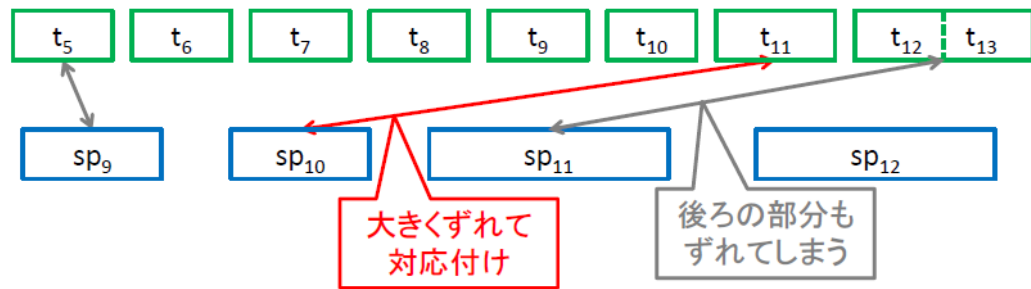 t5 t6 t7 t8 t9 t10 t11 t12 t13
sp9 sp10 sp11 sp12
大きくずれて
対応付け
後ろの部分も
ずれてしまう